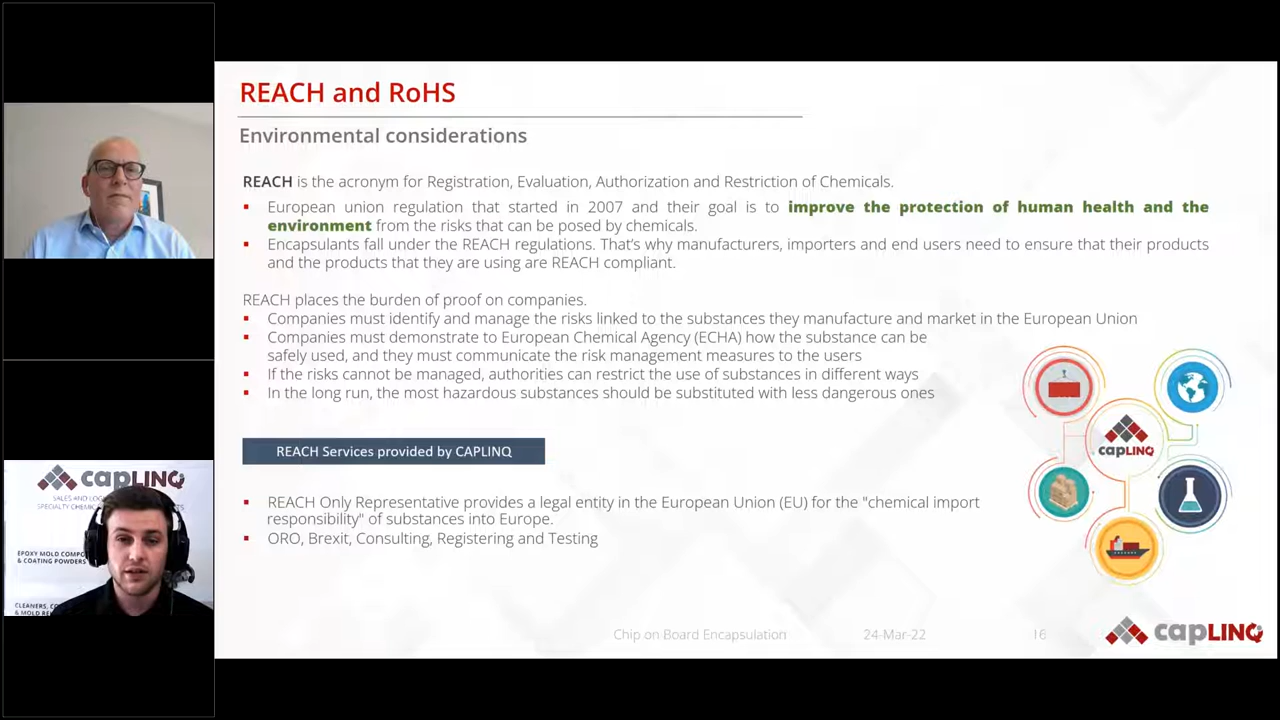 REACH and RoHS
Environmental considerations
REACH is the acronym for Registration, Evaluation, Authorization and Restriction of Chemicals.
European union regulation that started in 2007 and their goal is to improve the protection of human health and the
environment from the risks that can be posed by chemicals.
Encapsulants fall under the REACH regulations. That's why manufacturers, importers and end users need to ensure that their products
and the products that they are using are REACH compliant.
REACH places the burden of proof on companies.
Companies must identify and manage the risks linked to the substances they manufacture and market in the European Union
Companies must demonstrate to European Chemical Agency (ECHA) how the substance can be
safely used, and they must communicate the risk management measures to the users
If the risks cannot be managed, authorities can restrict the use of substances in different ways
In the long run, the most hazardous substances should be substituted with less dangerous ones
capLINQ
REACH Services provided by CAPLINQ
REACH Only Representative provides a legal entity in the European Union (EU) for the "chemical import
responsibility" of substances into Europe.
ORO, Brexit, Consulting, Registering and Testing
Chip on Board Encapsulation 24-Mar-22 16
capLINQ
capLINQ
SALES AND
SPECIALTY
EPOXY MOLD
& COATING POWDERS
CLEANERS,
& MOLD